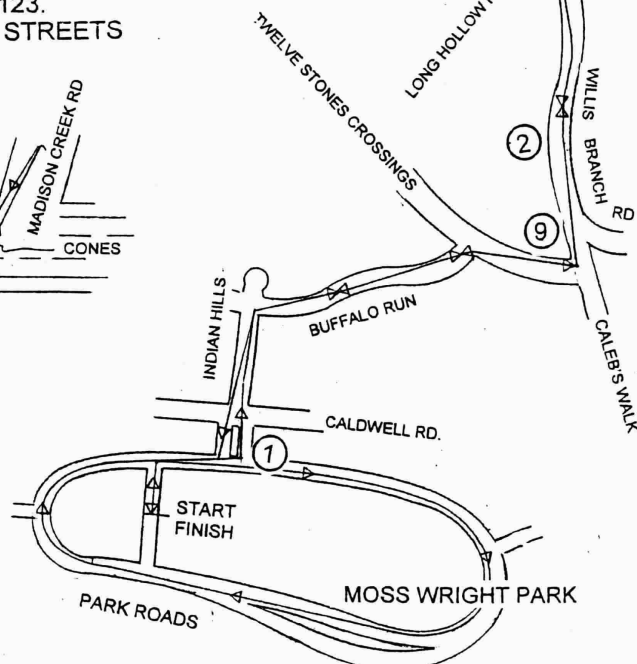 123.
STREETS
TWELVE STONES CROSSINGS
LONG HOLLOW
WILLIS BRANCH RD
2
MADISON CREEK RD
CONES
9
INDIAN HILLS
BUFFALO RUN
CALEB'S WALK
CALDWELL RD.
1
START
FINISH
MOSS WRIGHT PARK
PARK ROADS